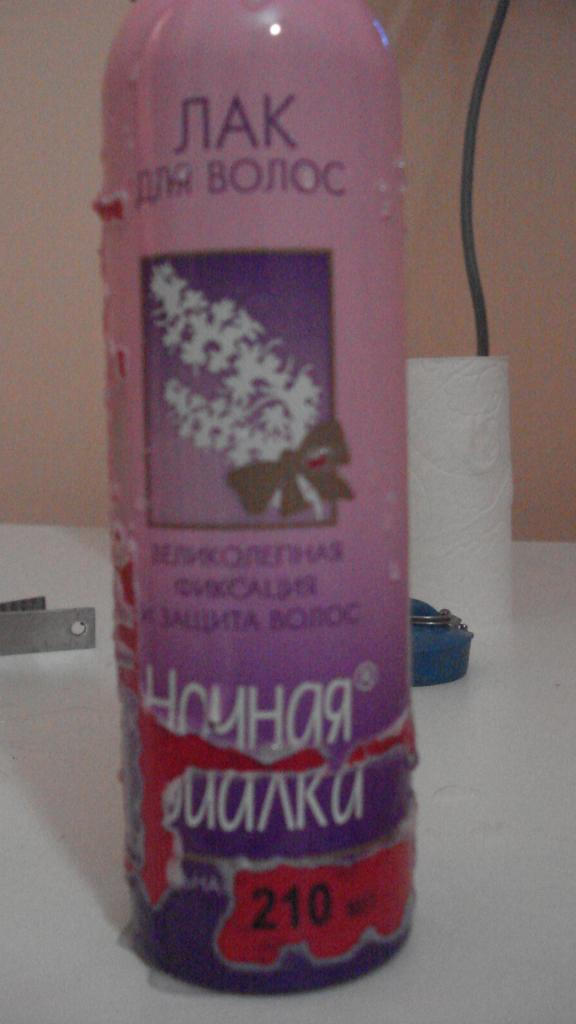 ЛАК
ДЛЯ ВОЛОС
ВЕЛИКОЛЕПНАЯ
ФИКСАЦИЯ
И ЗАЩИТА ВОЛОС
Ночная®
фиалка
210